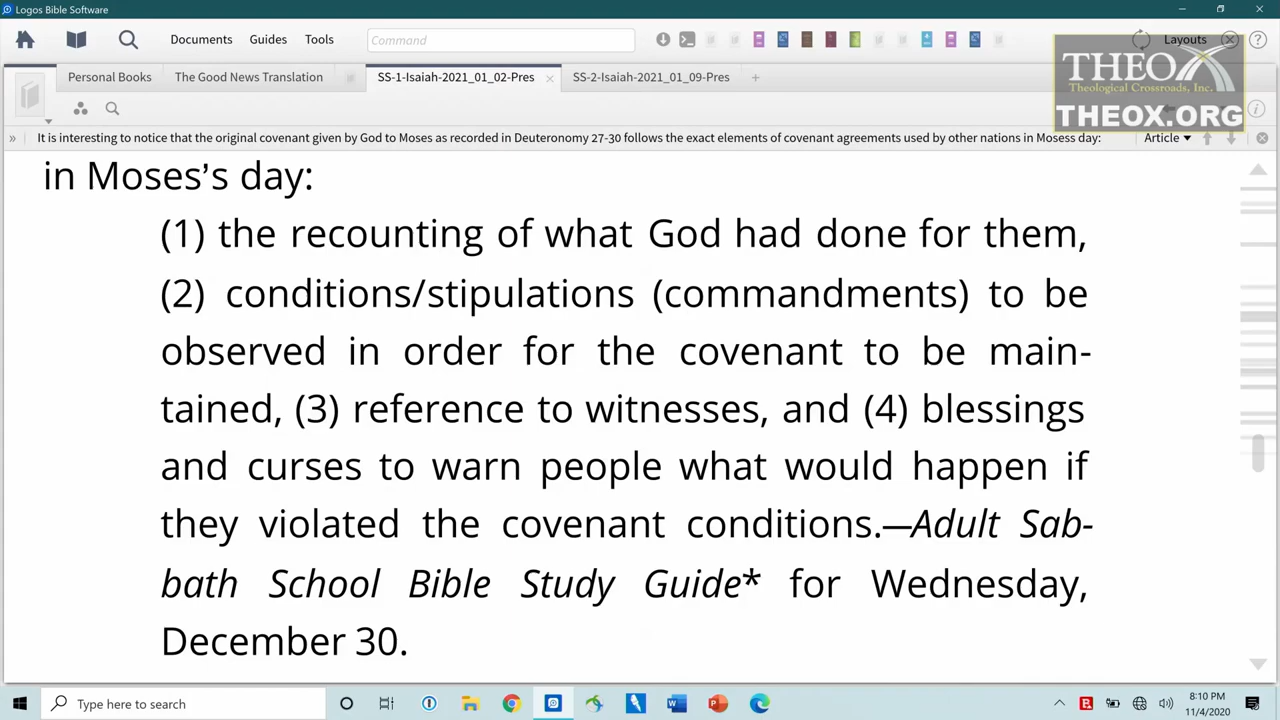 Logos Bible Software
Documents Guides Tools Command Layouts
THEOX
Theological Crossroads, Inc.
THEOX.ORG
Personal Books The Good News Translation SS-1-Isaiah-2021_01_02-Pres SS-2-Isaiah-2021_01_09-Pres
It is interesting to notice that the original covenant given by God to Moses as recorded in Deuteronomy 27-30 follows the exact elements of covenant agreements used by other nations in Mosess day: Article
in Moses’s day:
(1) the recounting of what God had done for them,
(2) conditions/stipulations (commandments) to be
observed in order for the covenant to be main-
tained, (3) reference to witnesses, and (4) blessings
and curses to warn people what would happen if
they violated the covenant conditions.—Adult Sab-
bath School Bible Study Guide* for Wednesday,
December 30.
Type here to search
8:10 PM
11/4/2020